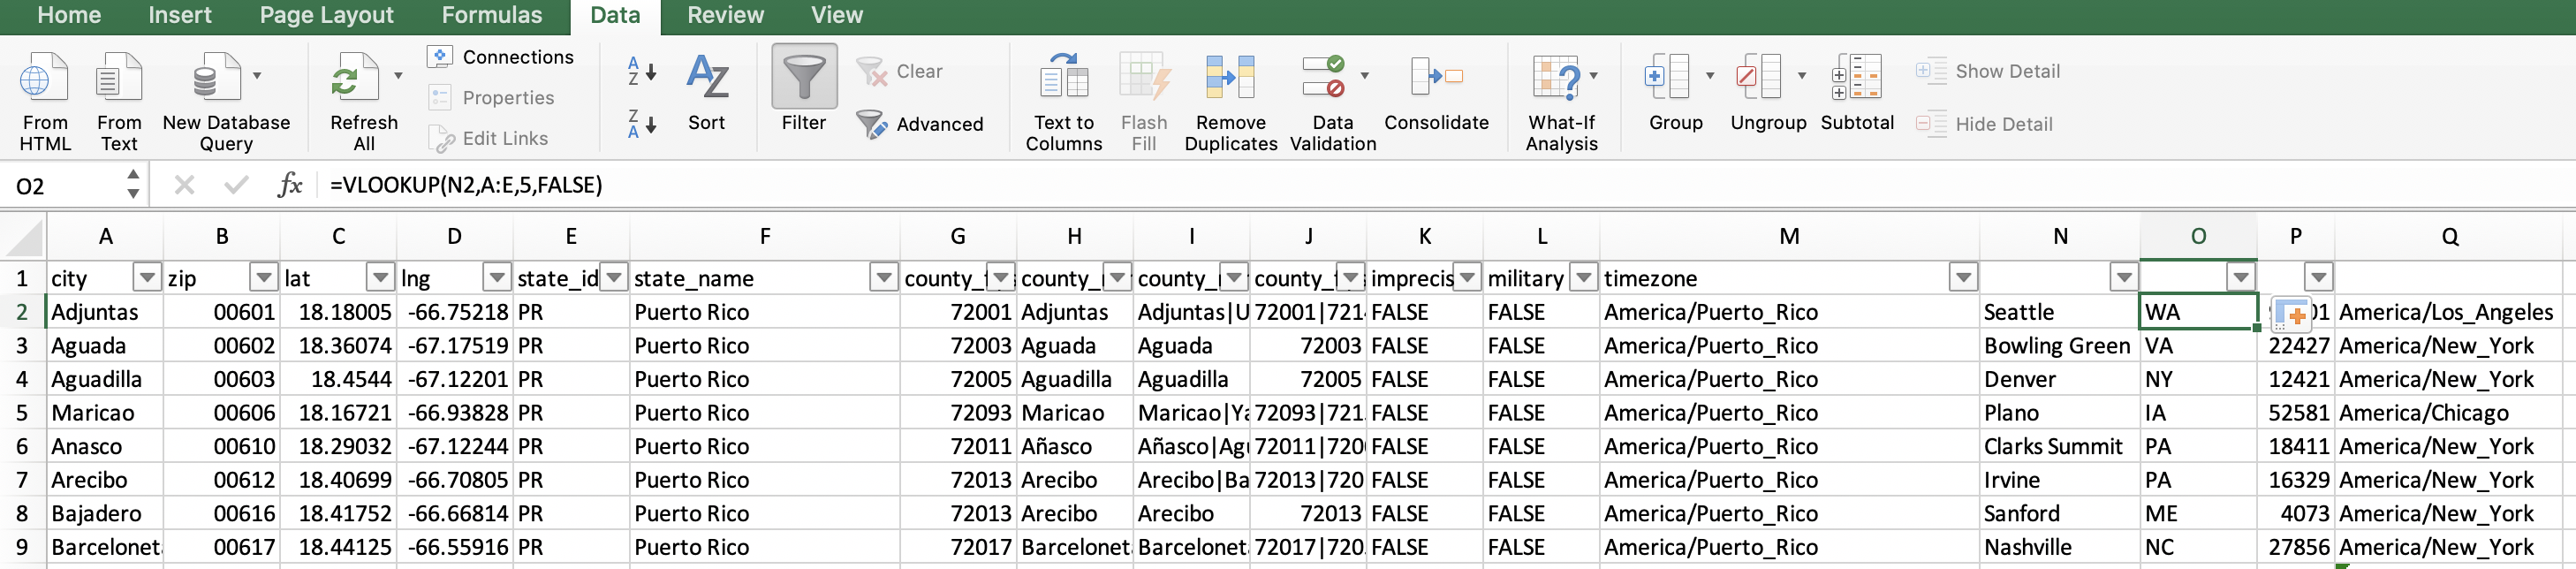 Home Insert Page Layout Formulas Data Review View
Connections
Properties
Edit Links
From HTML
From Text
New Database Query
Refresh All
A Z
Z A
Sort
Filter
Clear
Advanced
Text to Columns
Flash Fill
Remove Duplicates
Data Validation
Consolidate
What-If Analysis
Group
Ungroup
Subtotal
Show Detail
Hide Detail
O2 fx =VLOOKUP(N2,A:E,5,FALSE)
A B C D E F G H I J K L M N O P Q
1 city zip lat lng state_id state_name county_f county_ county_ county_f imprecis military timezone
2 Adjuntas 00601 18.18005 -66.75218 PR Puerto Rico 72001 Adjuntas Adjuntas|U 72001|721 FALSE FALSE America/Puerto_Rico Seattle WA 01 America/Los_Angeles
3 Aguada 00602 18.36074 -67.17519 PR Puerto Rico 72003 Aguada Aguada 72003 FALSE FALSE America/Puerto_Rico Bowling Green VA 22427 America/New_York
4 Aguadilla 00603 18.4544 -67.12201 PR Puerto Rico 72005 Aguadilla Aguadilla 72005 FALSE FALSE America/Puerto_Rico Denver NY 12421 America/New_York
5 Maricao 00606 18.16721 -66.93828 PR Puerto Rico 72093 Maricao Maricao|Ya 72093|721 FALSE FALSE America/Puerto_Rico Plano IA 52581 America/Chicago
6 Anasco 00610 18.29032 -67.12244 PR Puerto Rico 72011 Añasco Añasco|Ag 72011|720 FALSE FALSE America/Puerto_Rico Clarks Summit PA 18411 America/New_York
7 Arecibo 00612 18.40699 -66.70805 PR Puerto Rico 72013 Arecibo Arecibo|Ba 72013|720 FALSE FALSE America/Puerto_Rico Irvine PA 16329 America/New_York
8 Bajadero 00616 18.41752 -66.66814 PR Puerto Rico 72013 Arecibo Arecibo 72013 FALSE FALSE America/Puerto_Rico Sanford ME 4073 America/New_York
9 Barcelonet 00617 18.44125 -66.55916 PR Puerto Rico 72017 Barcelonet Barcelonet 72017|720 FALSE FALSE America/Puerto_Rico Nashville NC 27856 America/New_York